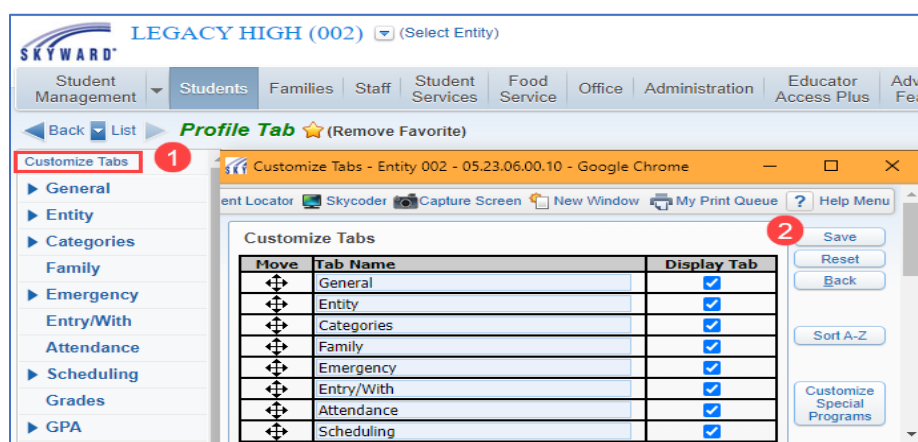 LEGACY HIGH (002) (Select Entity)
SKYWARD
Student Management Students Families Staff Student Services Food Service Office Administration Educator Access Plus Adv Fea
Back List Profile Tab (Remove Favorite)
Customize Tabs 1
General
Entity
Categories
Family
Emergency
Entry/With
Attendance
Scheduling
Grades
GPA
Customize Tabs - Entity 002 - 05.23.06.00.10 - Google Chrome
ent Locator Skycoder Capture Screen New Window My Print Queue ? Help Menu
Customize Tabs
2
Save
Reset
Back
Sort A-Z
Customize
Special
Programs
Move Tab Name Display Tab
General
Entity
Categories
Family
Emergency
Entry/With
Attendance
Scheduling